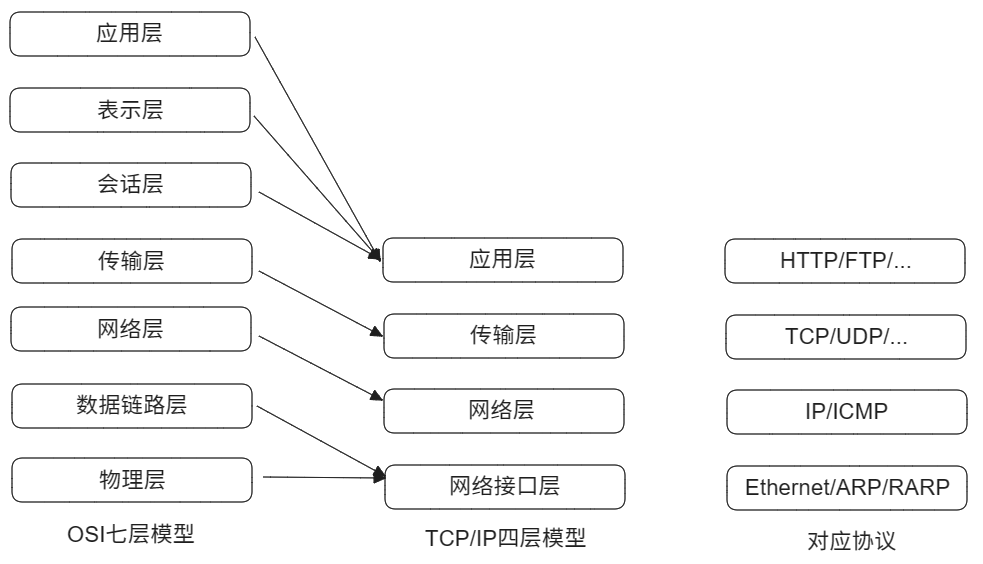 应用层
表示层
会话层
传输层
网络层
数据链路层
物理层
OSI七层模型
应用层
传输层
网络层
网络接口层
TCP/IP四层模型
HTTP/FTP/...
TCP/UDP/...
IP/ICMP
Ethernet/ARP/RARP
对应协议